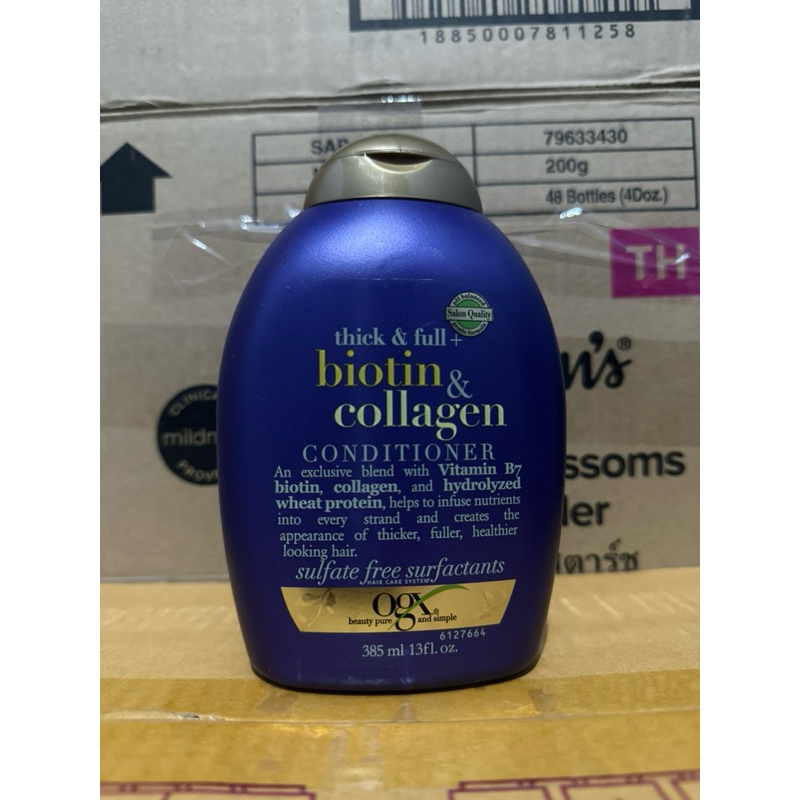 18850007811258
SAP
79633430
200g
48 Bottles (4Doz.)
TH
pH balanced
Salon Quality
thick & full +
biotin &
collagen
CONDITIONER
An exclusive blend with Vitamin B7
biotin, collagen, and hydrolyzed
wheat protein, helps to infuse nutrients
into every strand and creates the
appearance of thicker, fuller, healthier
looking hair.
sulfate free surfactants
HAIR CARE SYSTEM
ogx®
beauty pure and simple
6127664
385 ml 13fl. oz.